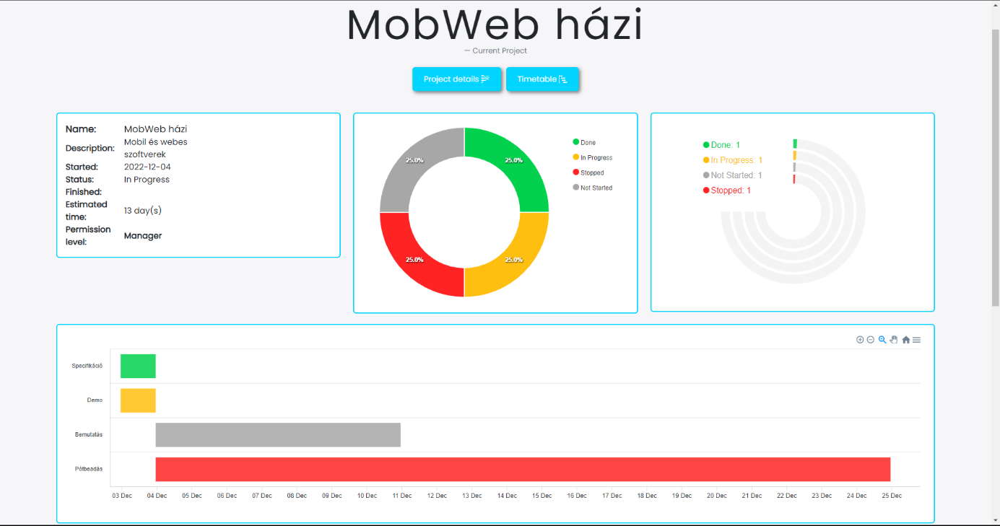 MobWeb házi
— Current Project
Project details
Timetable
Name: MobWeb házi
Description: Mobil és webes
szoftverek
Started: 2022-12-04
Status: In Progress
Finished:
Estimated
time: 13 day(s)
Permission
level: Manager
25.0%
25.0%
25.0%
25.0%
Done
In Progress
Stopped
Not Started
Done: 1
In Progress: 1
Not Started: 1
Stopped: 1
Specifikáció
Demo
Bemutatás
Pótbeadás
03 Dec 04 Dec 05 Dec 06 Dec 07 Dec 08 Dec 09 Dec 10 Dec 11 Dec 12 Dec 13 Dec 14 Dec 15 Dec 16 Dec 17 Dec 18 Dec 19 Dec 20 Dec 21 Dec 22 Dec 23 Dec 24 Dec 25 Dec